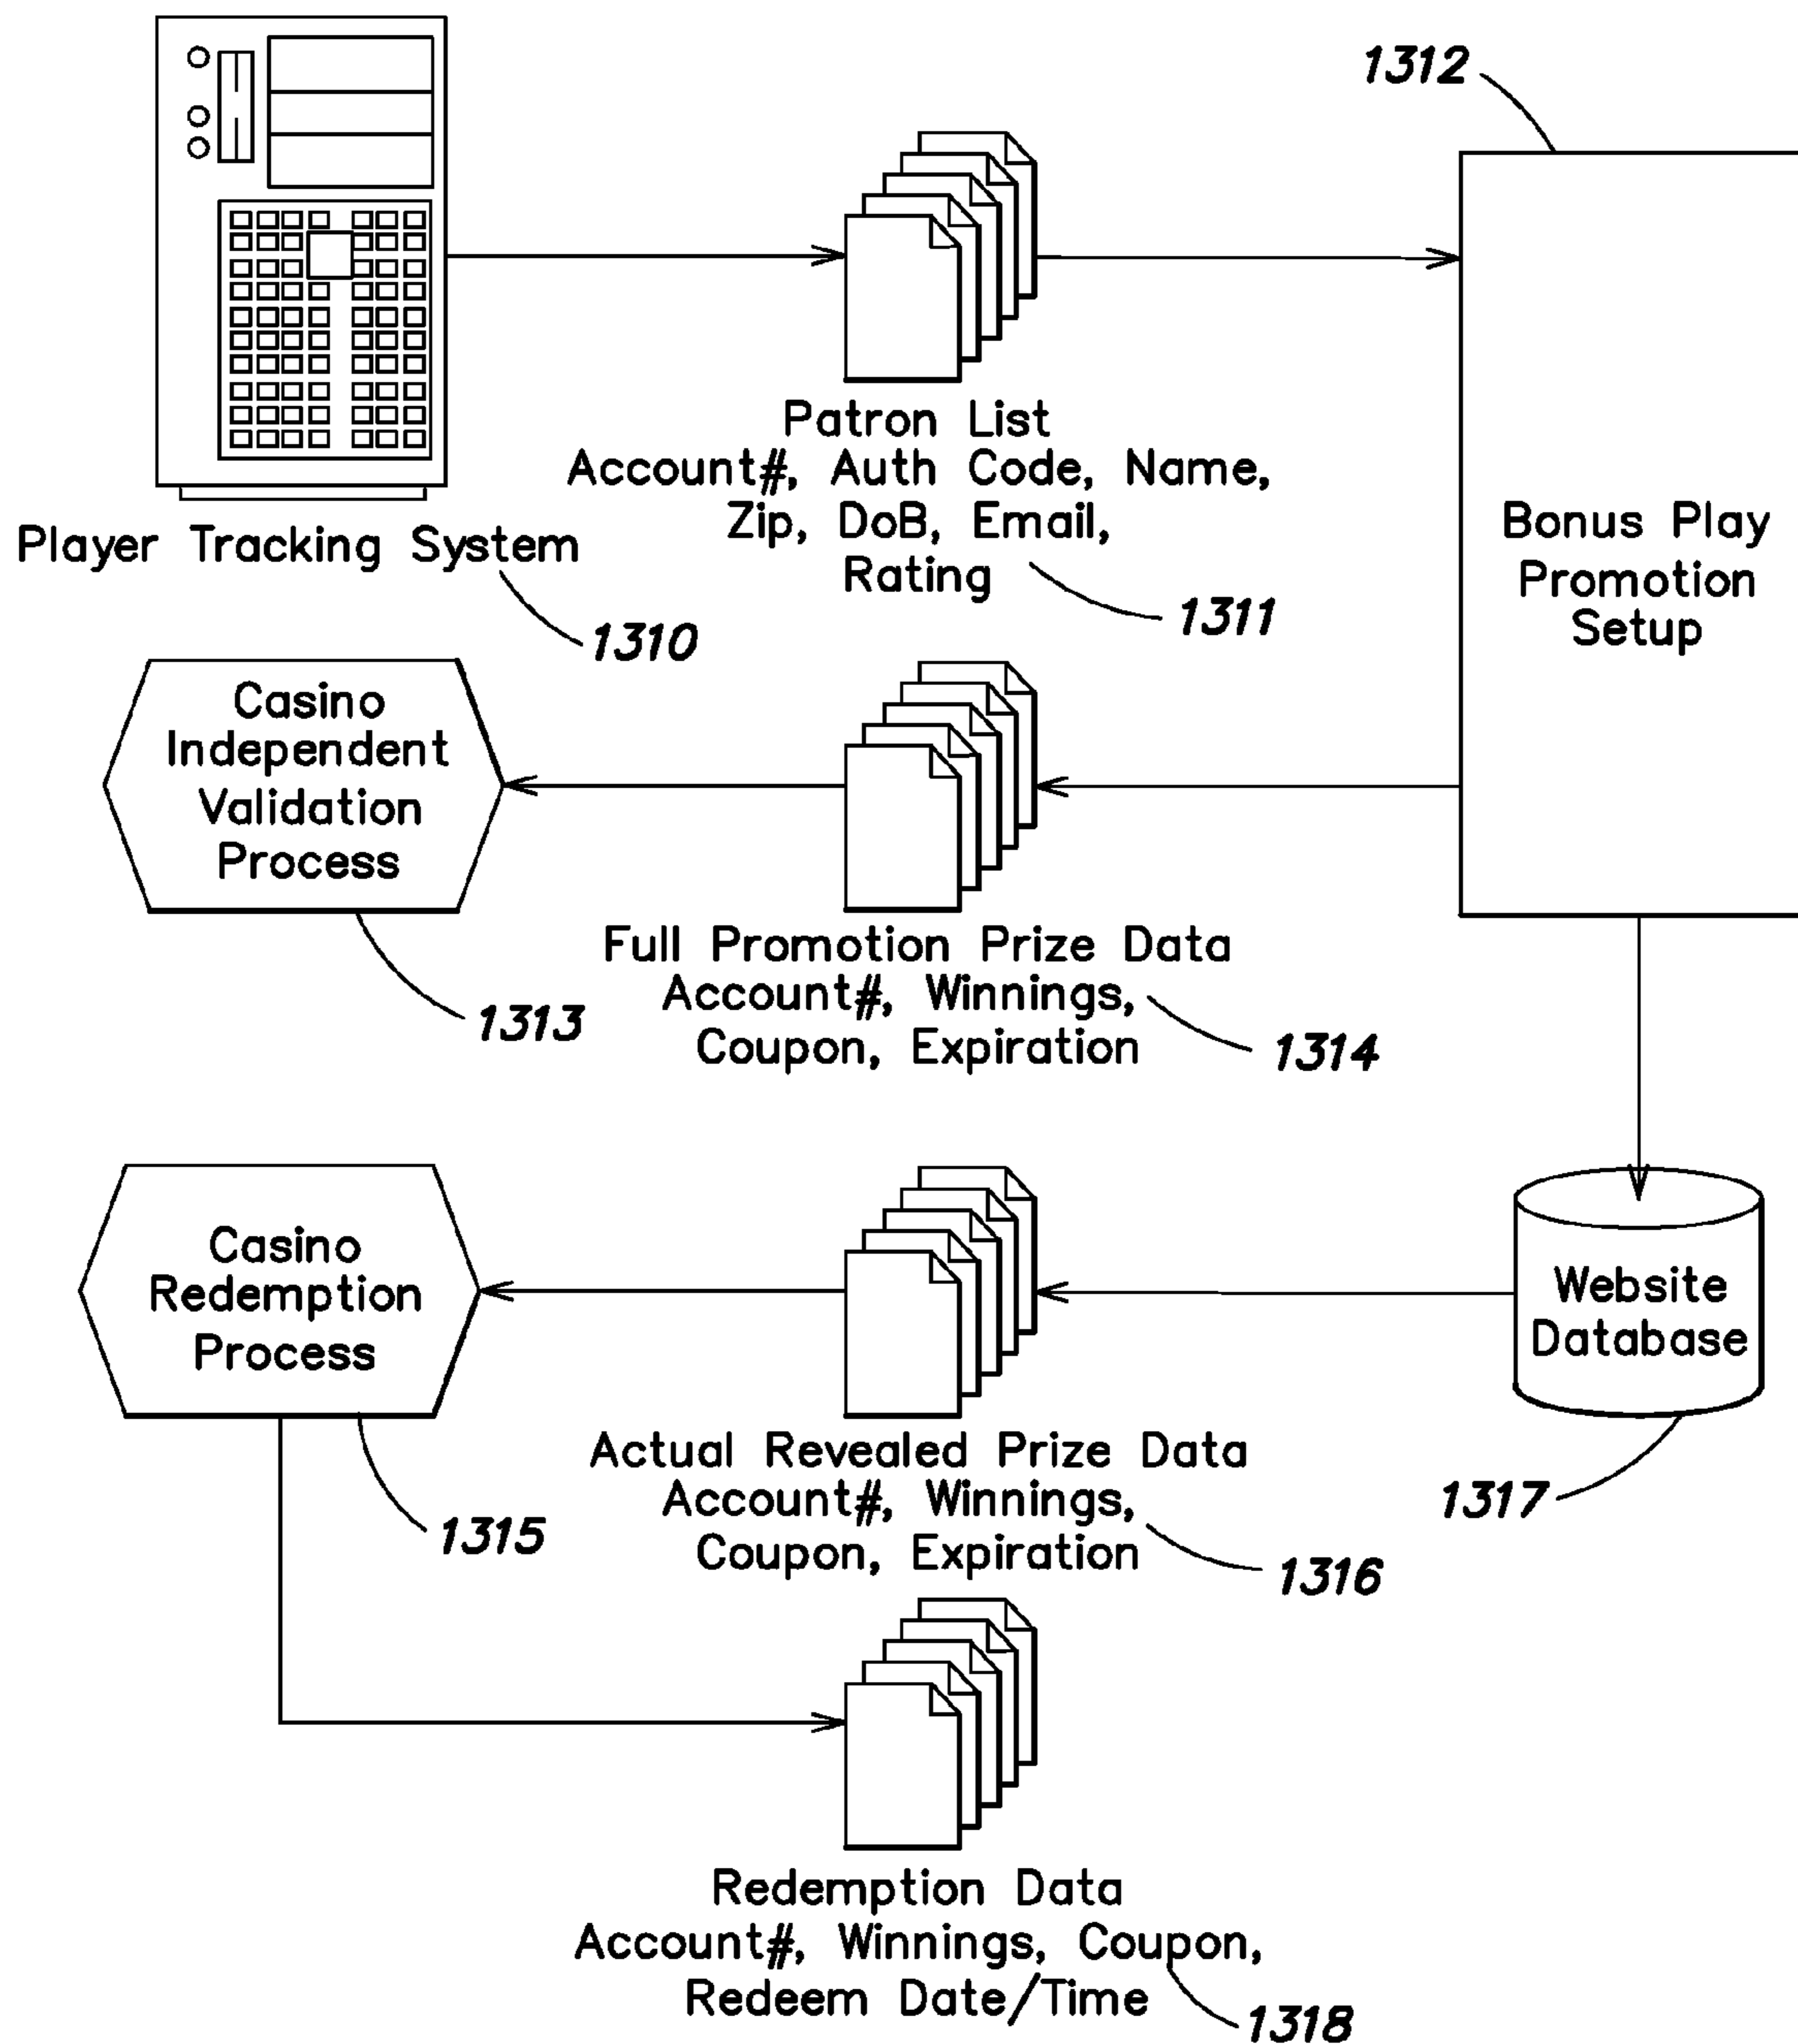 1312
Patron List
Account#, Auth Code, Name,
Zip, DoB, Email,
Rating
1311
Player Tracking System
1310
Bonus Play
Promotion
Setup
Casino
Independent
Validation
Process
1313
Full Promotion Prize Data
Account#, Winnings,
Coupon, Expiration
1314
Casino
Redemption
Process
1315
Actual Revealed Prize Data
Account#, Winnings,
Coupon, Expiration
1316
Website
Database
1317
Redemption Data
Account#, Winnings, Coupon,
Redeem Date/Time
1318